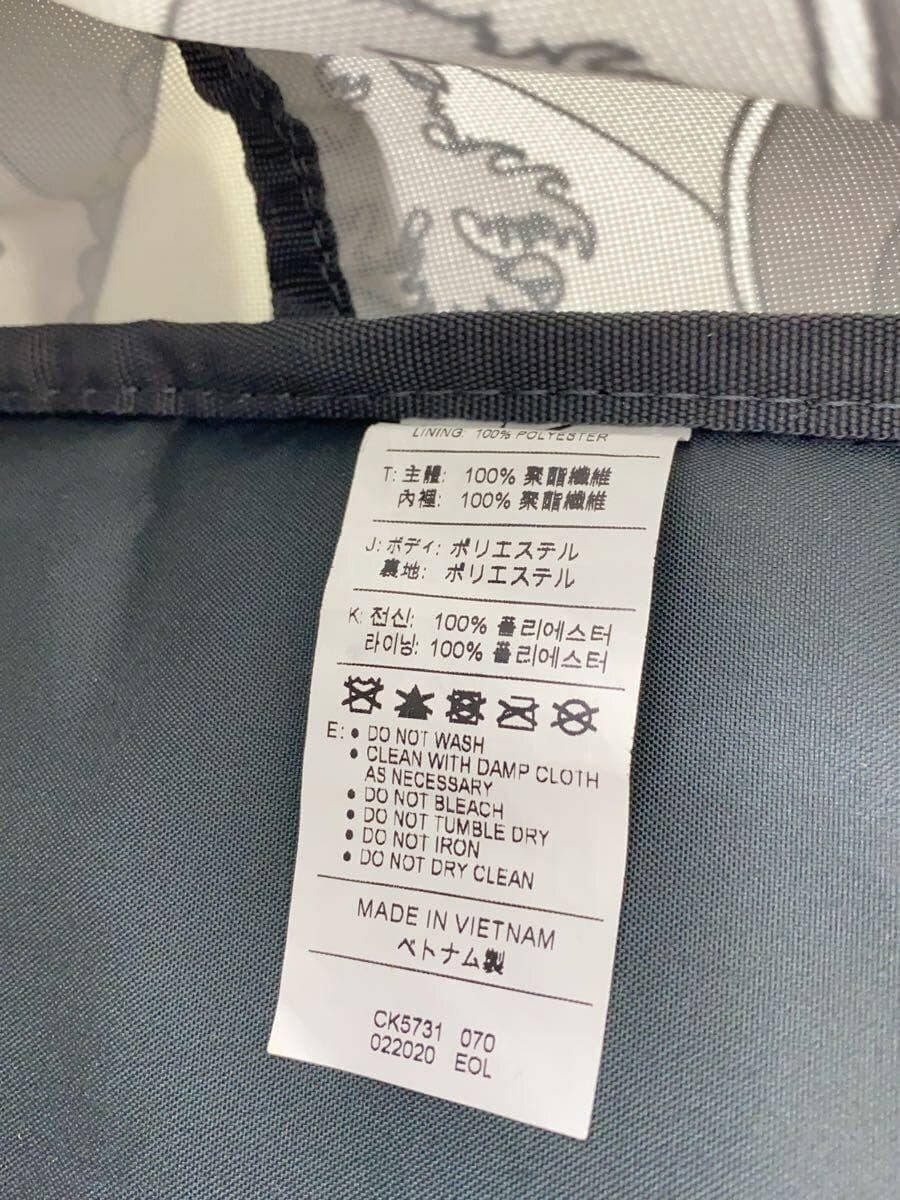 LINING: 100% POLYESTER
T: 主體: 100% 聚酯纖維
內裡: 100% 聚酯纖維
J: ボディ: ポリエステル
裏地: ポリエステル
K: 전신: 100% 폴리에스터
라이닝: 100% 폴리에스터
E: • DO NOT WASH
• CLEAN WITH DAMP CLOTH
AS NECESSARY
• DO NOT BLEACH
• DO NOT TUMBLE DRY
• DO NOT IRON
• DO NOT DRY CLEAN
MADE IN VIETNAM
ベトナム製
CK5731 070
022020 EOL